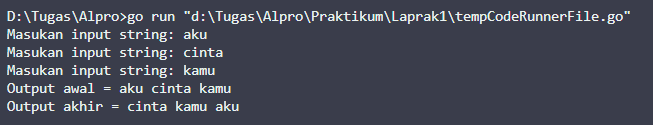 D:\Tugas\Alpro>go run "d:\Tugas\Alpro\Praktikum\Laprak1\tempCodeRunnerFile.go"
Masukan input string: aku
Masukan input string: cinta
Masukan input string: kamu
Output awal = aku cinta kamu
Output akhir = cinta kamu aku